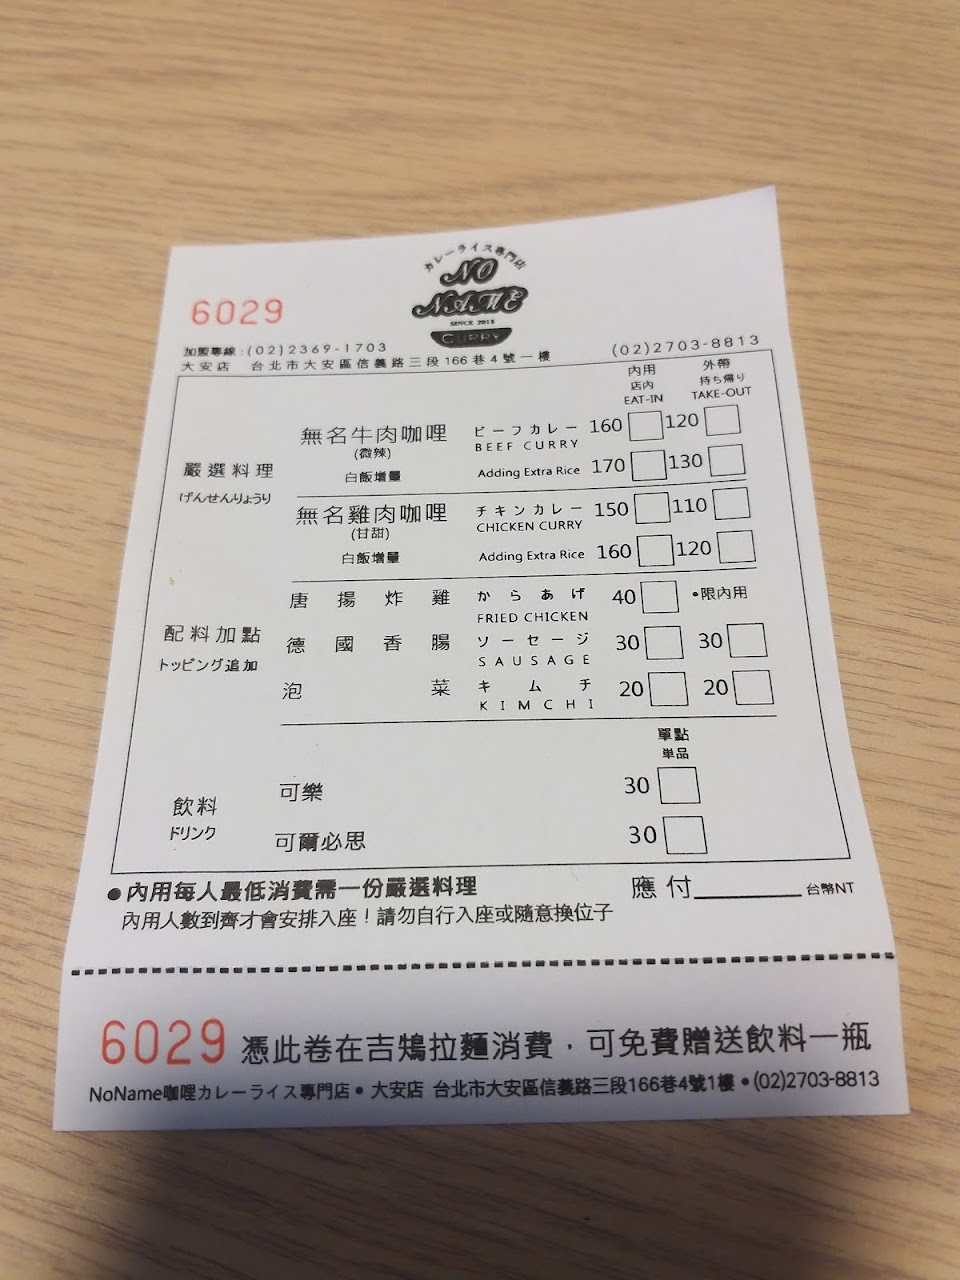 カレーライス専門店
NO
NAME
SINCE 2015
CURRY
6029
加盟專線:(02)2369-1703
大安店 台北市大安區信義路三段166巷4號一樓 (02)2703-8813
內用 外帶
店內 持ち帰り
EAT-IN TAKE-OUT
無名牛肉咖哩 ビーフカレー 160 120
(微辣) BEEF CURRY
白飯增量 Adding Extra Rice 170 130
嚴選料理
げんせんりょうり
無名雞肉咖哩 チキンカレー 150 110
(甘甜) CHICKEN CURRY
白飯增量 Adding Extra Rice 160 120
唐揚炸雞 からあげ 40 •限內用
FRIED CHICKEN
配料加點
トッピング追加
德國香腸 ソーセージ 30 30
SAUSAGE
泡菜 キムチ 20 20
KIMCHI
單點
単品
飲料
ドリンク
可樂 30
可爾必思 30
●內用每人最低消費需一份嚴選料理 應付 台幣NT
內用人數到齊才會安排入座!請勿自行入座或隨意換位子
6029 憑此卷在吉鴩拉麵消費,可免費贈送飲料一瓶
NoName咖哩カレーライス專門店• 大安店 台北市大安區信義路三段166巷4號1樓•(02)2703-8813